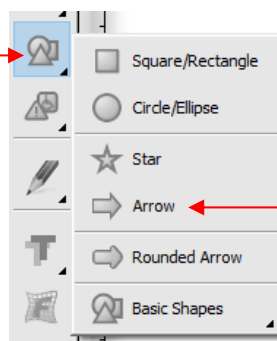 Square/Rectangle
Circle/Ellipse
Star
Arrow
Rounded Arrow
Basic Shapes